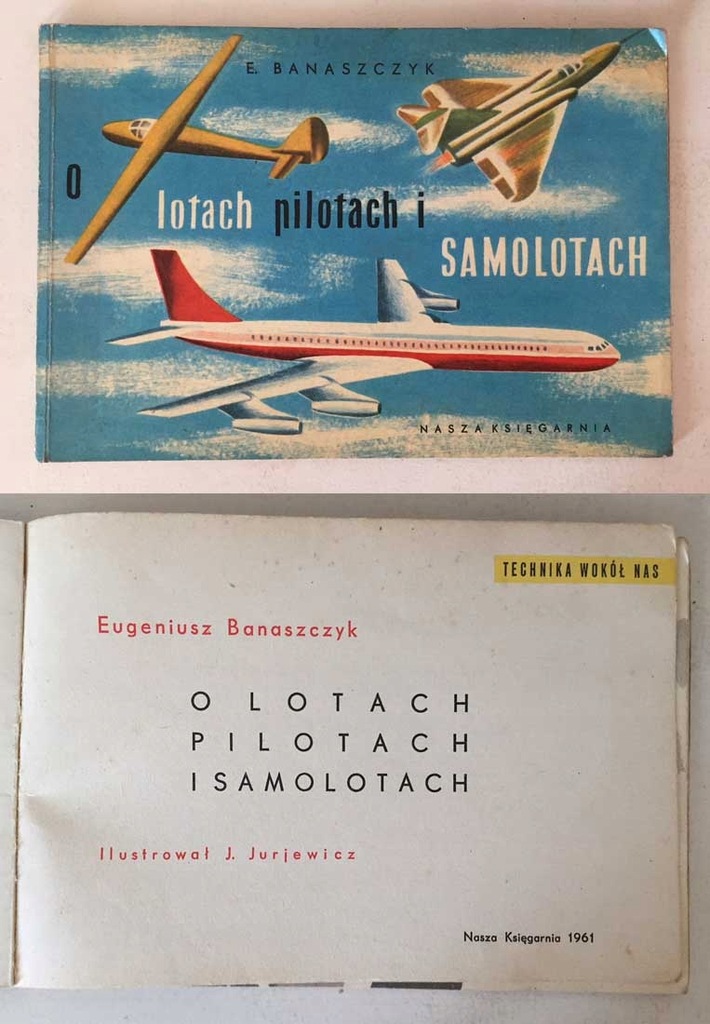 E. BANASZCZYK
O
lotach pilotach i
SAMOLOTACH
NASZA KSIĘGARNIA
TECHNIKA WOKÓŁ NAS
Eugeniusz Banaszczyk
O LOTACH
PILOTACH
I SAMOLOTACH
Ilustrował J. Jurjewicz
Nasza Księgarnia 1961